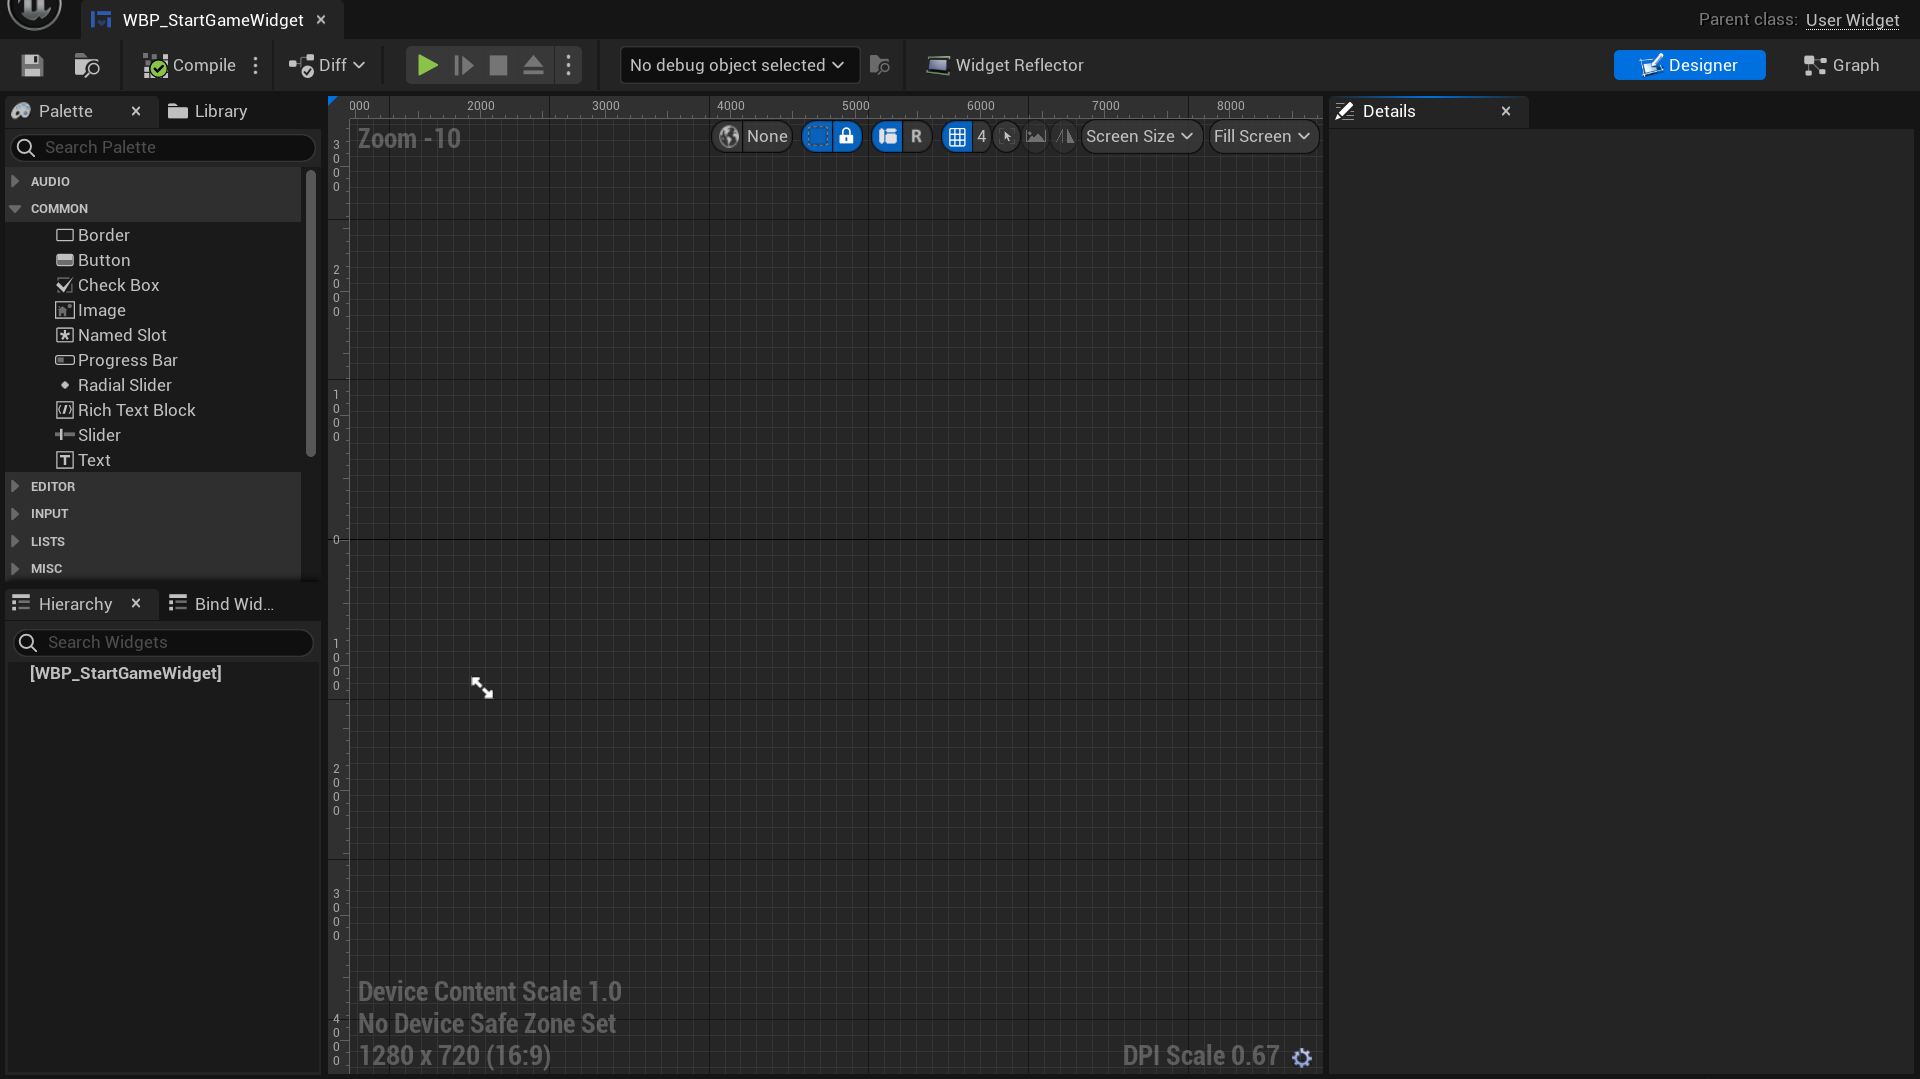 WBP_StartGameWidget
Parent class: User Widget
Compile
Diff
No debug object selected
Widget Reflector
Designer
Graph
Palette
Library
Search Palette
AUDIO
COMMON
Border
Button
Check Box
Image
Named Slot
Progress Bar
Radial Slider
Rich Text Block
Slider
Text
EDITOR
INPUT
LISTS
MISC
Hierarchy
Bind Wid...
Search Widgets
[WBP_StartGameWidget]
000 2000 3000 4000 5000 6000 7000 8000
Zoom -10
None
R
4
Screen Size
Fill Screen
3000
2000
1000
0
1000
2000
3000
4000
Device Content Scale 1.0
No Device Safe Zone Set
1280 x 720 (16:9)
DPI Scale 0.67
Details